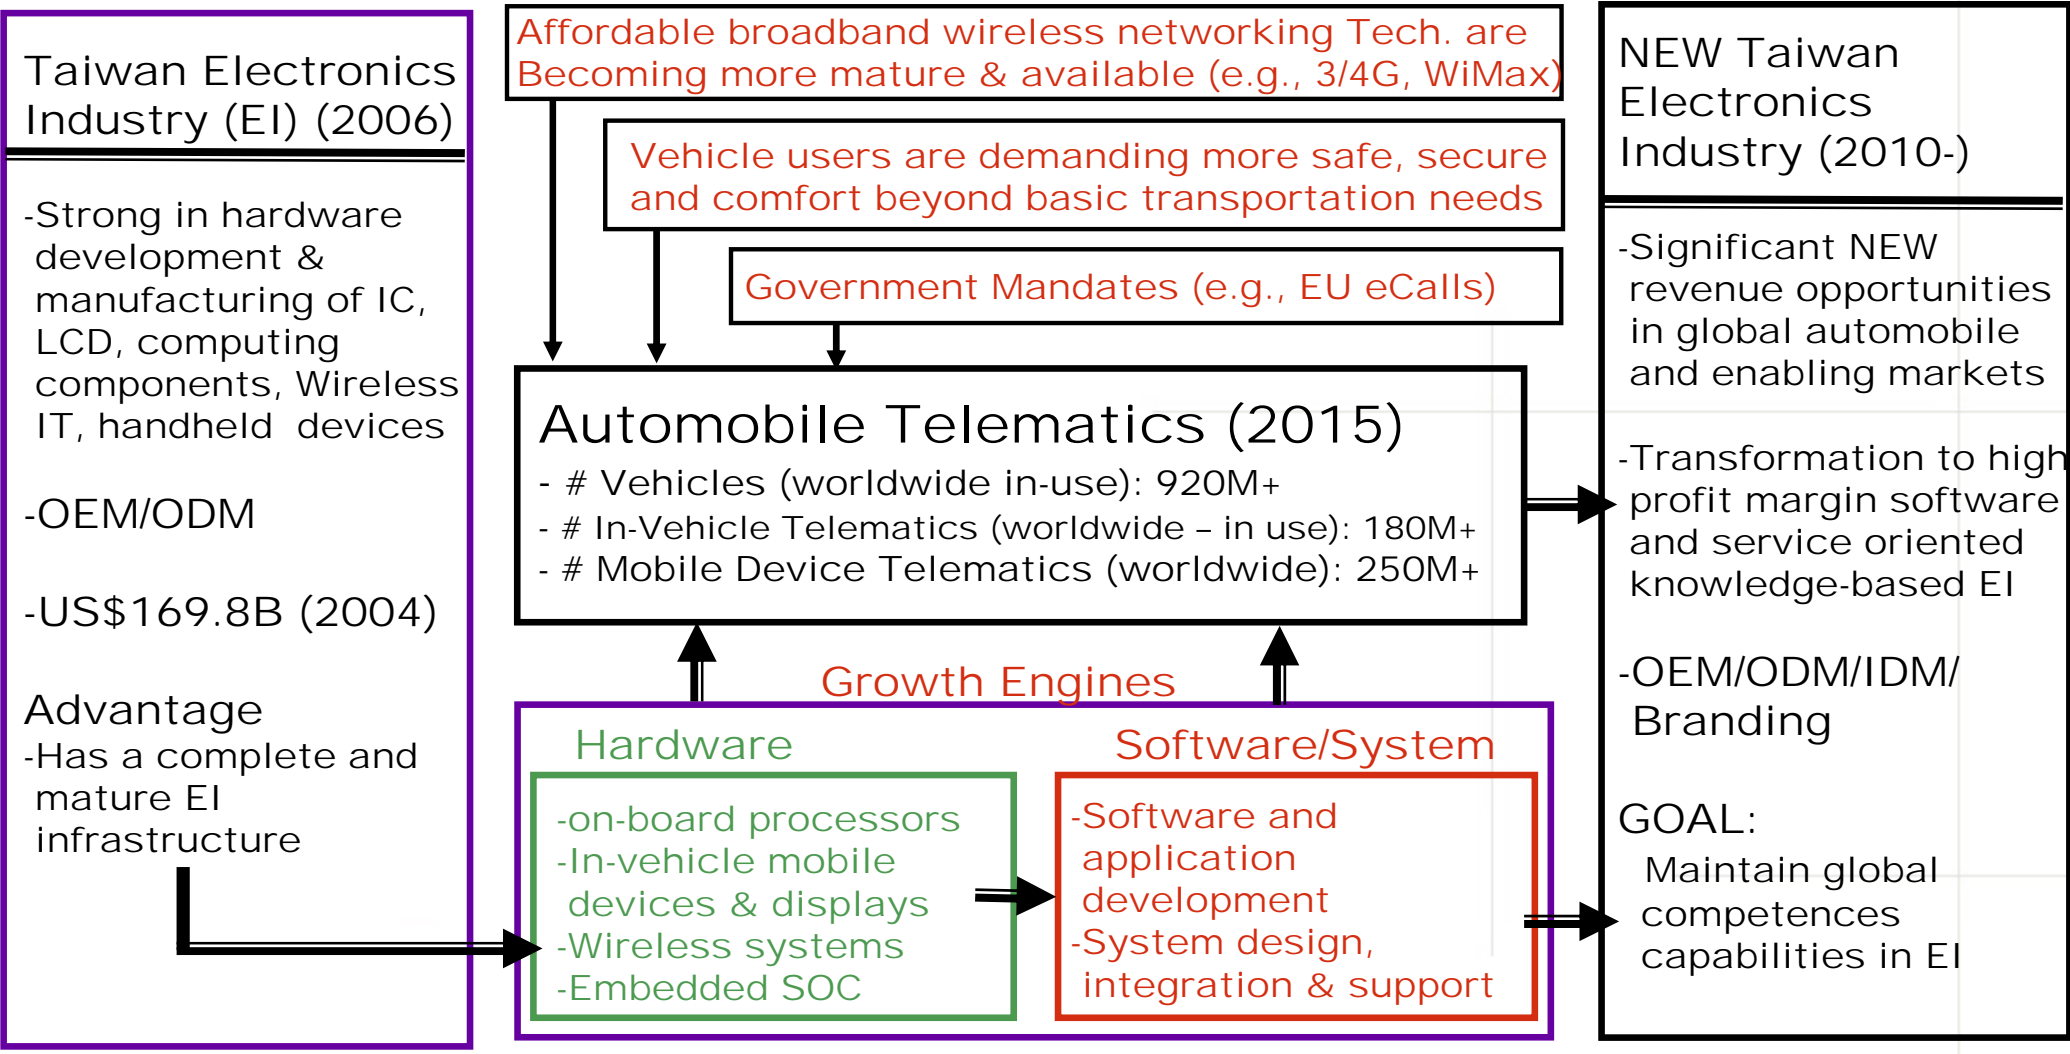 Taiwan Electronics
Industry (EI) (2006)
-Strong in hardware
development &
manufacturing of IC,
LCD, computing
components, Wireless
IT, handheld devices
-OEM/ODM
-US$169.8B (2004)
Advantage
-Has a complete and
mature EI
infrastructure
Affordable broadband wireless networking Tech. are
Becoming more mature & available (e.g., 3/4G, WiMax)
Vehicle users are demanding more safe, secure
and comfort beyond basic transportation needs
Government Mandates (e.g., EU eCalls)
Automobile Telematics (2015)
- # Vehicles (worldwide in-use): 920M+
- # In-Vehicle Telematics (worldwide – in use): 180M+
- # Mobile Device Telematics (worldwide): 250M+
Growth Engines
Hardware
-on-board processors
-In-vehicle mobile
devices & displays
-Wireless systems
-Embedded SOC
Software/System
-Software and
application
development
-System design,
integration & support
NEW Taiwan
Electronics
Industry (2010-)
-Significant NEW
revenue opportunities
in global automobile
and enabling markets
-Transformation to high
profit margin software
and service oriented
knowledge-based EI
-OEM/ODM/IDM/
Branding
GOAL:
Maintain global
competences
capabilities in EI